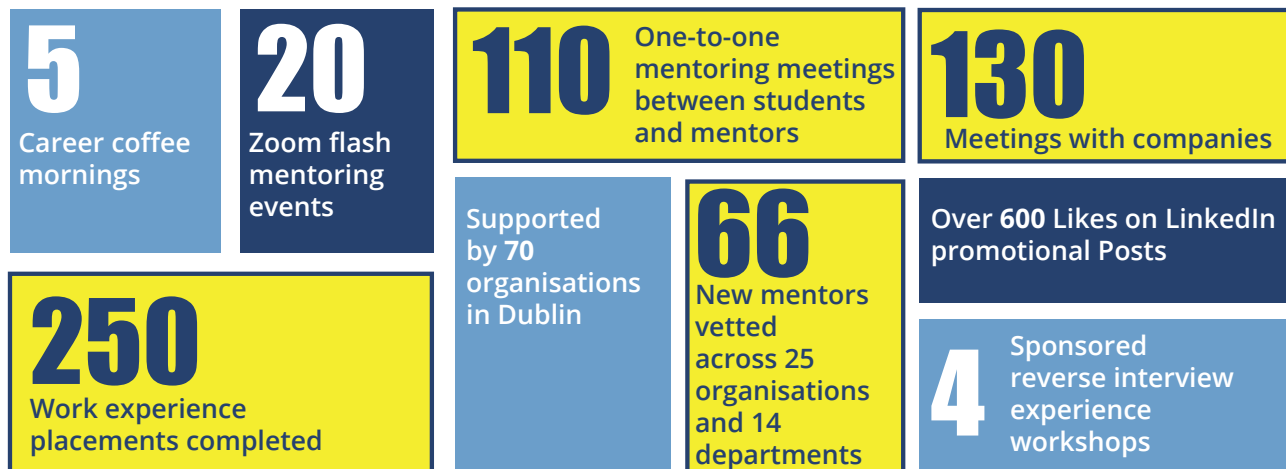 5
Career coffee
mornings
20
Zoom flash
mentoring
events
110
One-to-one
mentoring meetings
between students
and mentors
130
Meetings with companies
250
Work experience
placements completed
Supported
by 70
organisations
in Dublin
66
New mentors
vetted
across 25
organisations
and 14
departments
Over 600 Likes on LinkedIn
promotional Posts
4
Sponsored
reverse interview
experience
workshops